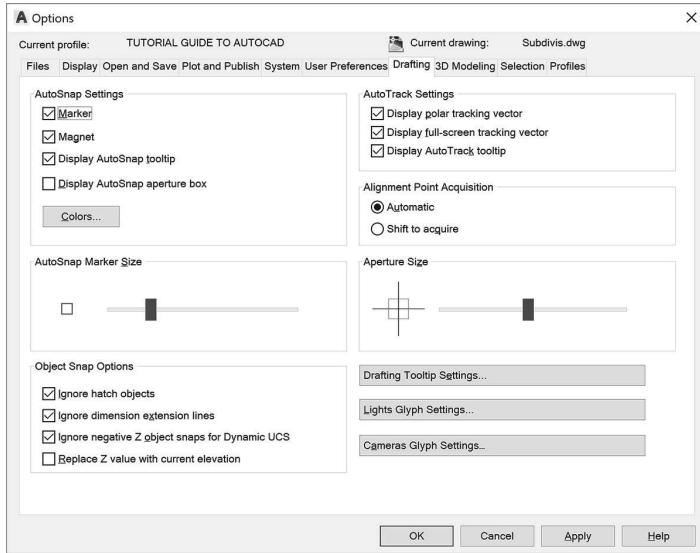 Options
Current profile: TUTORIAL GUIDE TO AUTOCAD Current drawing: Subdivis.dwg
Files Display Open and Save Plot and Publish System User Preferences Drafting 3D Modeling Selection Profiles
AutoSnap Settings
Marker
Magnet
Display AutoSnap tooltip
Display AutoSnap aperture box
Colors...
AutoTrack Settings
Display polar tracking vector
Display full-screen tracking vector
Display AutoTrack tooltip
Alignment Point Acquisition
Automatic
Shift to acquire
AutoSnap Marker Size
Aperture Size
Object Snap Options
Ignore hatch objects
Ignore dimension extension lines
Ignore negative Z object snaps for Dynamic UCS
Replace Z value with current elevation
Drafting Tooltip Settings...
Lights Glyph Settings...
Cameras Glyph Settings...
OK Cancel Apply Help